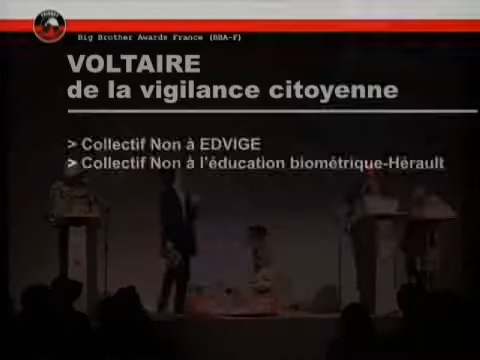 Big Brother Awards France (BBA-F)
VOLTAIRE
de la vigilance citoyenne
> Collectif Non à EDVIGE
> Collectif Non à l'éducation biométrique-Hérault